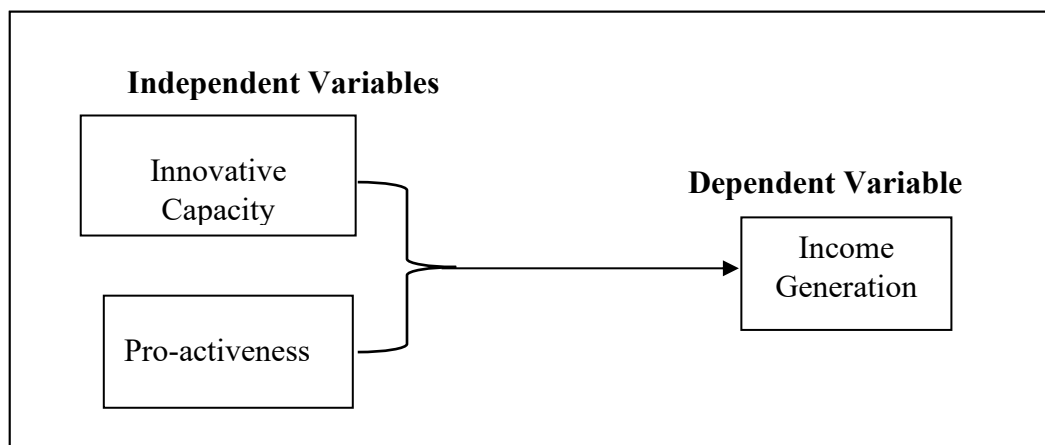 Independent Variables
Innovative
Capacity
Pro-activeness
Dependent Variable
Income
Generation